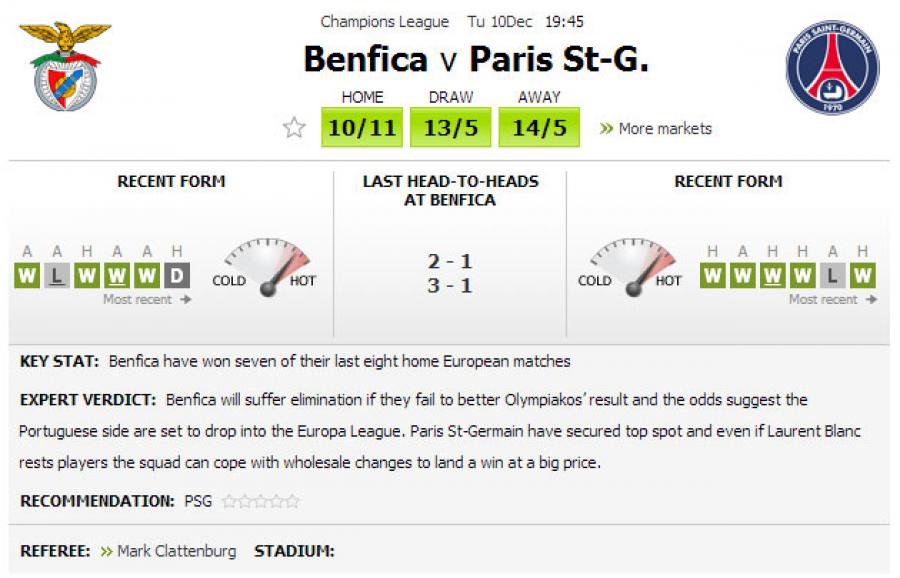 Champions League Tu 10Dec 19:45
Benfica v Paris St-G.
PARIS SAINT-GERMAIN
1970
HOME DRAW AWAY
10/11 13/5 14/5 » More markets
RECENT FORM
LAST HEAD-TO-HEADS
AT BENFICA
RECENT FORM
A A H A A H
W L W W W D
Most recent
COLD HOT
2 - 1
3 - 1
COLD HOT
H A H H A H
W W W W L W
Most recent
KEY STAT: Benfica have won seven of their last eight home European matches
EXPERT VERDICT: Benfica will suffer elimination if they fail to better Olympiakos' result and the odds suggest the
Portuguese side are set to drop into the Europa League. Paris St-Germain have secured top spot and even if Laurent Blanc
rests players the squad can cope with wholesale changes to land a win at a big price.
RECOMMENDATION: PSG
REFEREE: » Mark Clattenburg STADIUM: